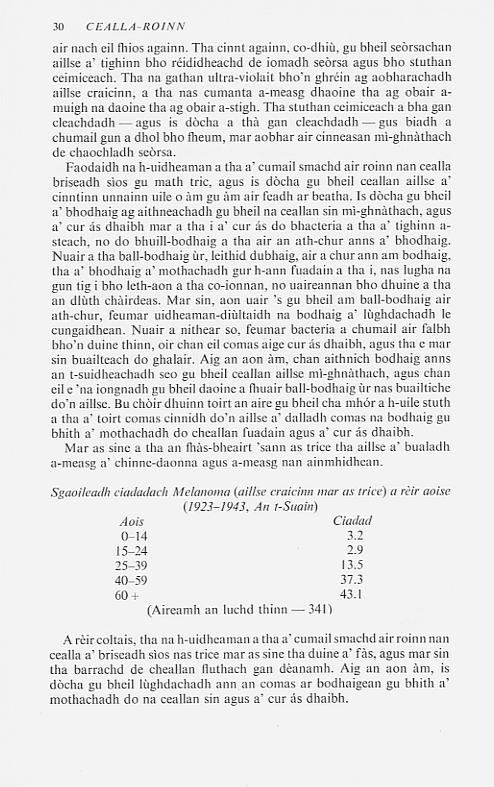 30 CEALLA-ROINN
air nach eil fhios againn. Tha cinnt againn, co-dhiù, gu bheil seòrsachan
aillse a' tighinn bho réididheachd de iomadh seòrsa agus bho stuthan
ceimiceach. Tha na gathan ultra-violait bho'n ghréin ag aobharachadh
aillse craicinn, a tha nas cumanta a-measg dhaoine tha ag obair a-
muigh na daoine tha ag obair a-stigh. Tha stuthan ceimiceach a bha gan
cleachdadh — agus is dòcha a thà gan cleachdadh — gus biadh a
chumail gun a dhol bho fheum, mar aobhar air cinneasan mì-ghnàthach
de chaochladh seòrsa.
Faodaidh na h-uidheaman a tha a' cumail smachd air roinn nan cealla
briseadh sìos gu math tric, agus is dòcha gu bheil ceallan aillse a'
cinntinn unnainn uile o àm gu àm air feadh ar beatha. Is dòcha gu bheil
a' bhodhaig ag aithneachadh gu bheil na ceallan sin mì-ghnàthach, agus
a' cur ás dhaibh mar a tha i a' cur ás do bhacteria a tha a' tighinn a-
steach, no do bhuill-bodhaig a tha air an ath-chur anns a' bhodhaig.
Nuair a tha ball-bodhaig ùr, leithid dubhaig, air a chur ann am bodhaig,
tha a' bhodhaig a' mothachadh gur h-ann fuadain a tha i, nas lugha na
gun tig i bho leth-aon a tha co-ionnan, no uaireannan bho dhuine a tha
an dlùth chàirdeas. Mar sin, aon uair 's gu bheil am ball-bodhaig air
ath-chur, feumar uidheaman-diùltaidh na bodhaig a' lùghdachadh le
cungaidhean. Nuair a nithear so, feumar bacteria a chumail air falbh
bho'n duine thinn, oir chan eil comas aige cur ás dhaibh, agus tha e mar
sin buailteach do ghalair. Aig an aon àm, chan aithnich bodhaig anns
an t-suidheachadh seo gu bheil ceallan aillse mì-ghnàthach, agus chan
eil e 'na iongnadh gu bheil daoine a fhuair ball-bodhaig ùr nas buailtiche
do'n aillse. Bu chòir dhuinn toirt an aire gu bheil cha mhór a h-uile stuth
a tha a' toirt comas cinnidh do'n aillse a' dalladh comas na bodhaig gu
bhith a' mothachadh do cheallan fuadain agus a' cur ás dhaibh.
Mar as sine a tha an fhàs-bheairt 'sann as trice tha aillse a' bualadh
a-measg a' chinne-daonna agus a-measg nan ainmhidhean.
Sgaoileadh ciadadach Melanoma (aillse craicinn mar as trice) a rèir aoise
(1923–1943, An t-Suain)
Aois Ciadad
0–14 3.2
15–24 2.9
25–39 13.5
40–59 37.3
60 + 43.1
(Aireamh an luchd thinn — 341)
A rèir coltais, tha na h-uidheaman a tha a' cumail smachd air roinn nan
cealla a' briseadh sìos nas trice mar as sine tha duine a' fàs, agus mar sin
tha barrachd de cheallan fluthach gan dèanamh. Aig an aon àm, is
dòcha gu bheil lùghdachadh ann an comas ar bodhaigean gu bhith a'
mothachadh do na ceallan sin agus a' cur ás dhaibh.